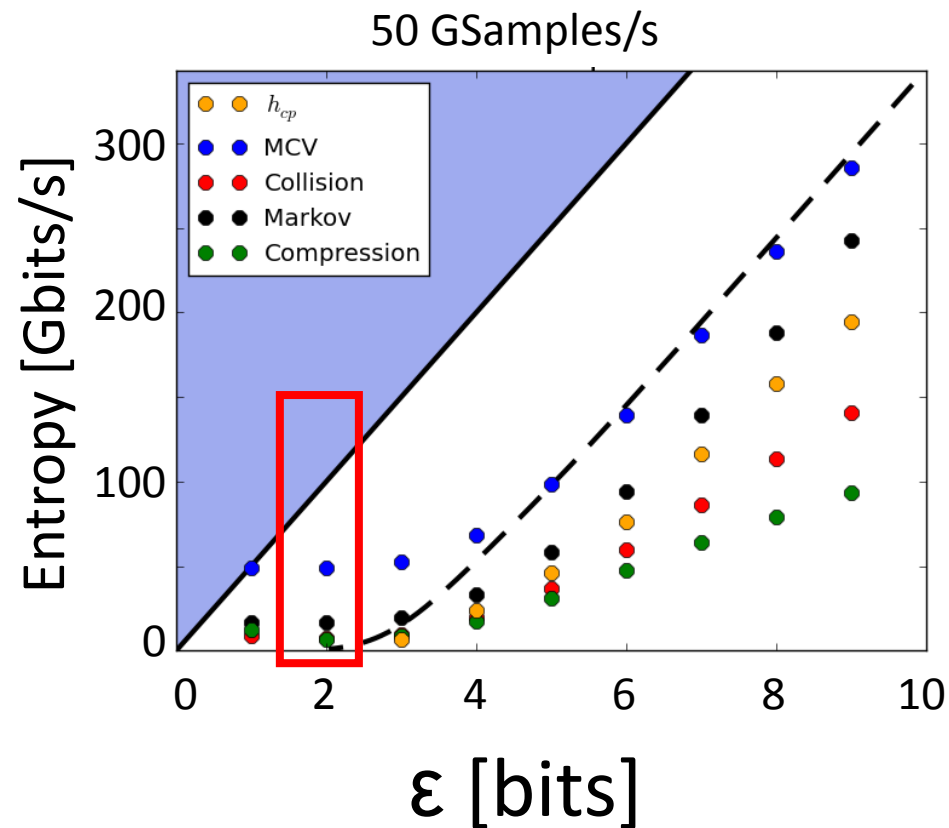 50 GSamples/s
h_cp
MCV
Collision
Markov
Compression
Entropy [Gbits/s]
300
200
100
0
0 2 4 6 8 10
ε [bits]